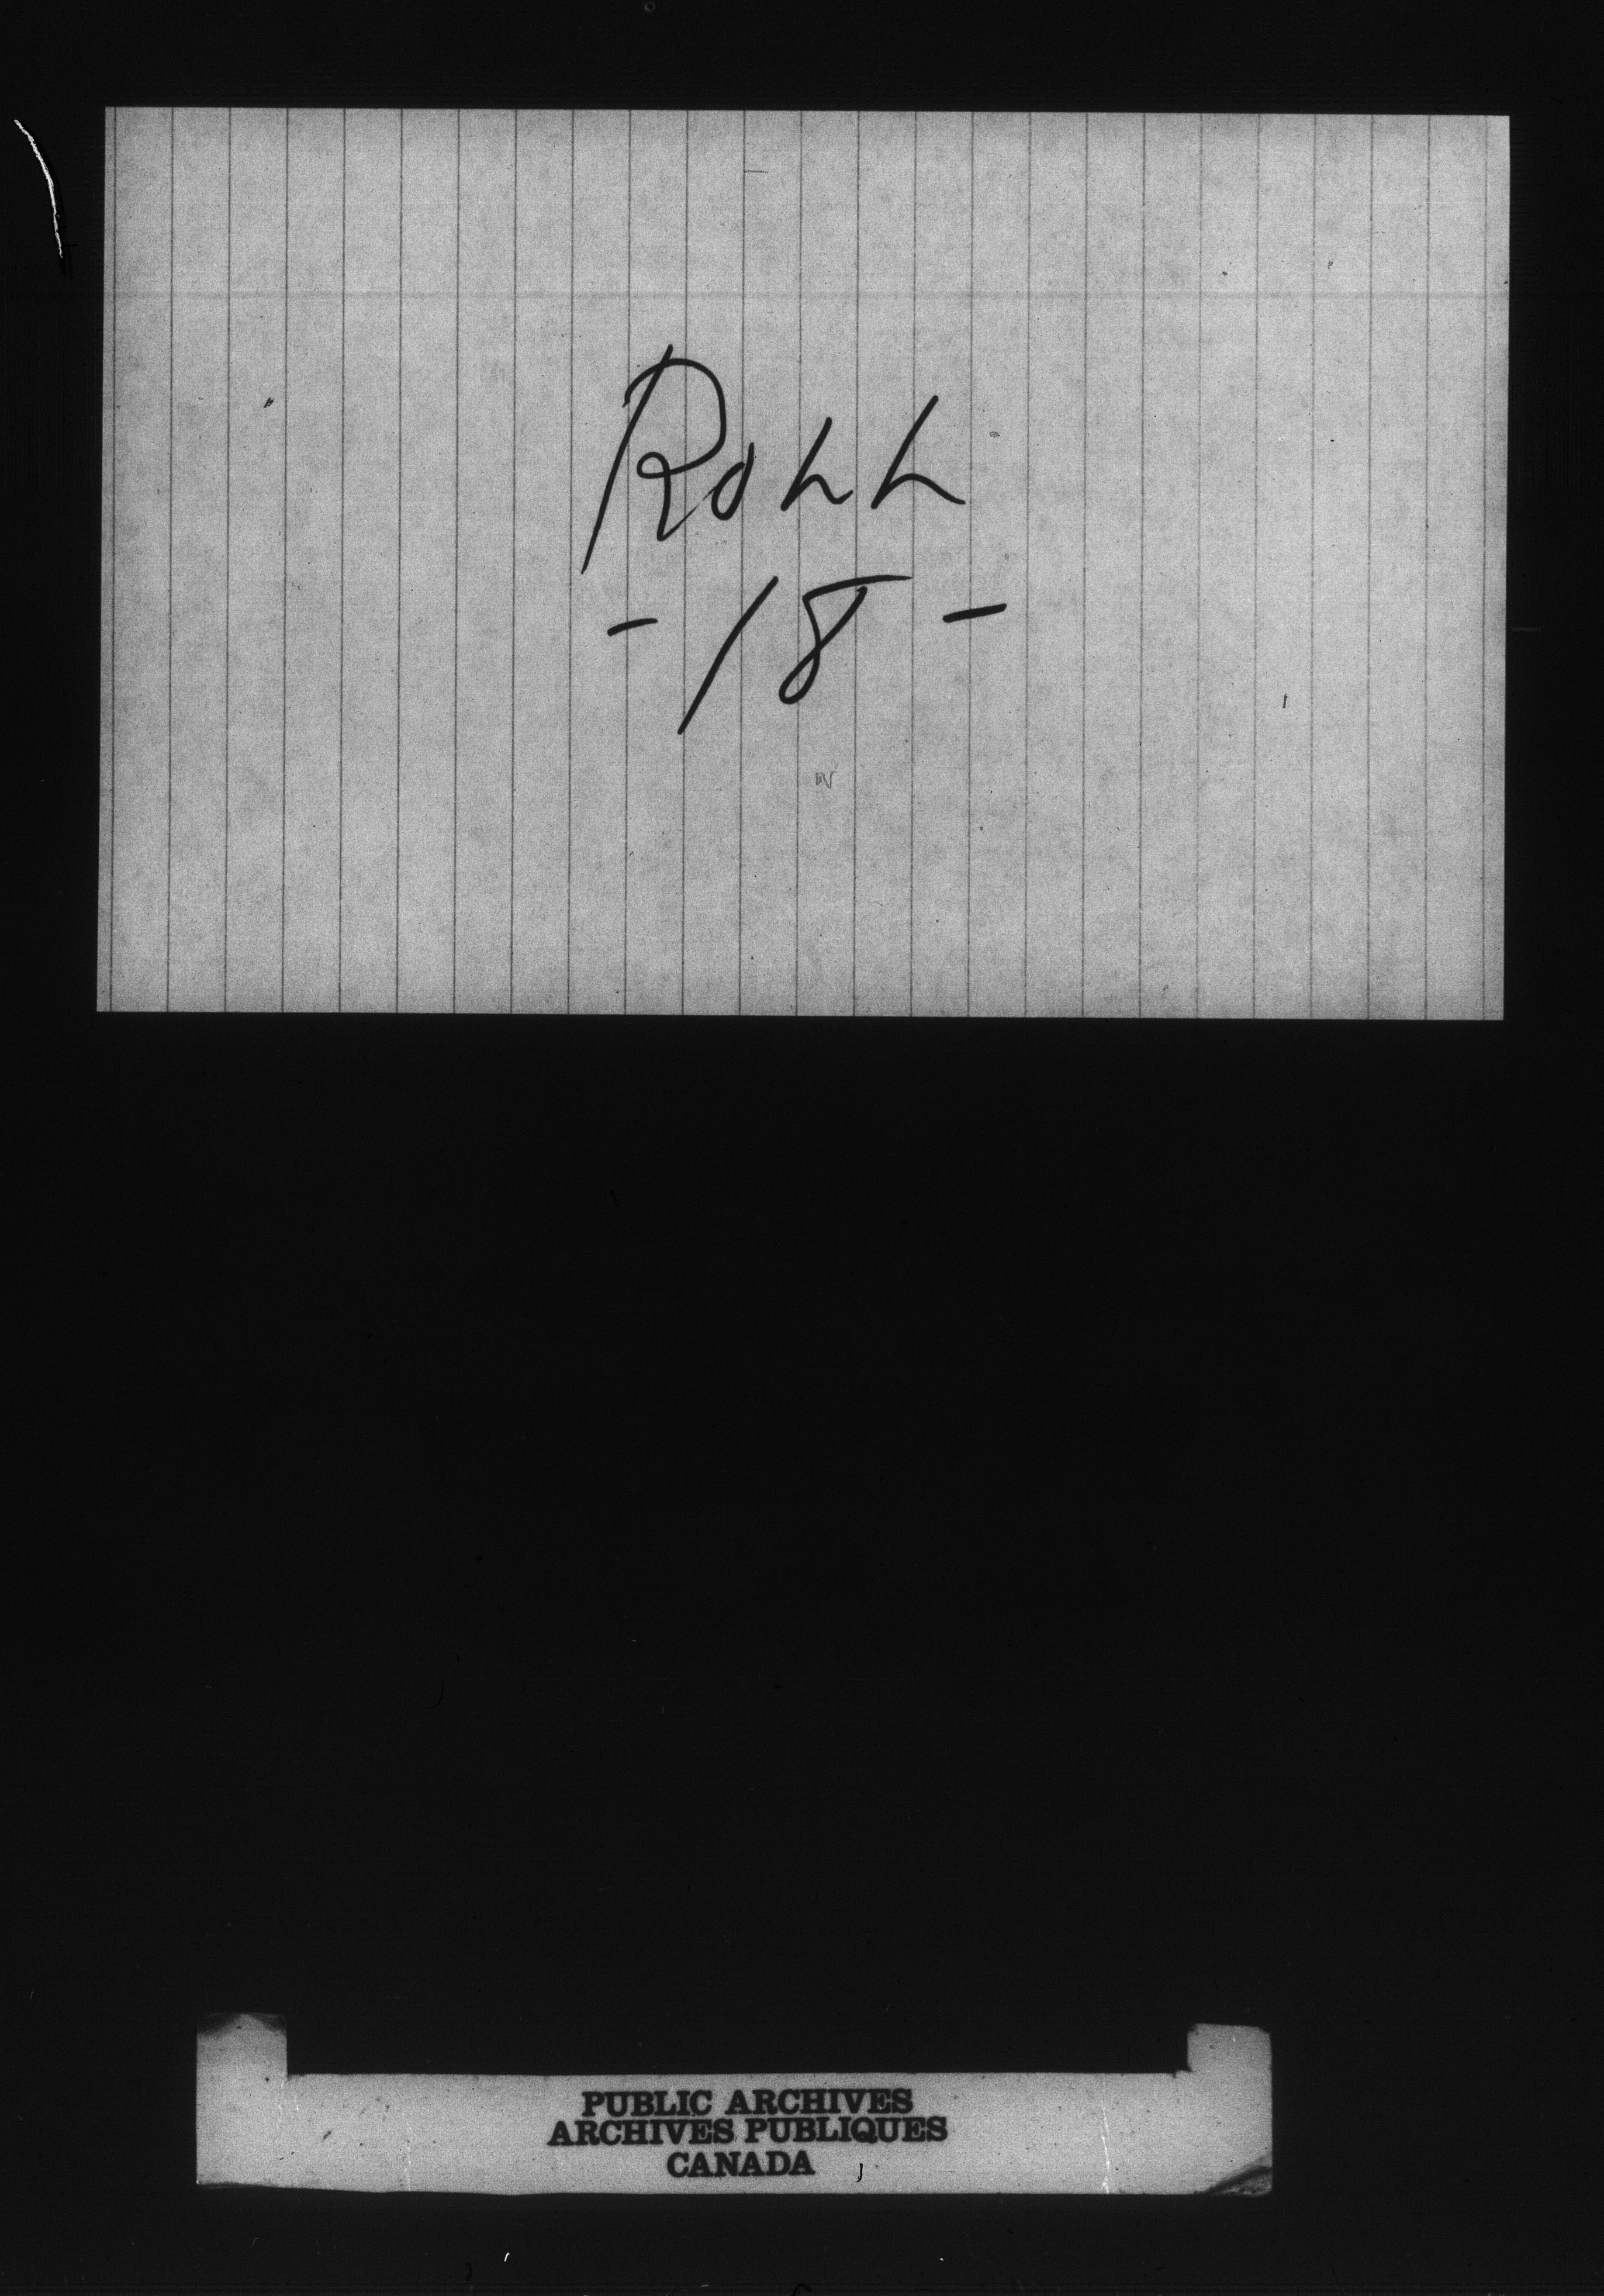 RoLL
- 18 -
PUBLIC ARCHIVES
ARCHIVES PUBLIQUES
CANADA